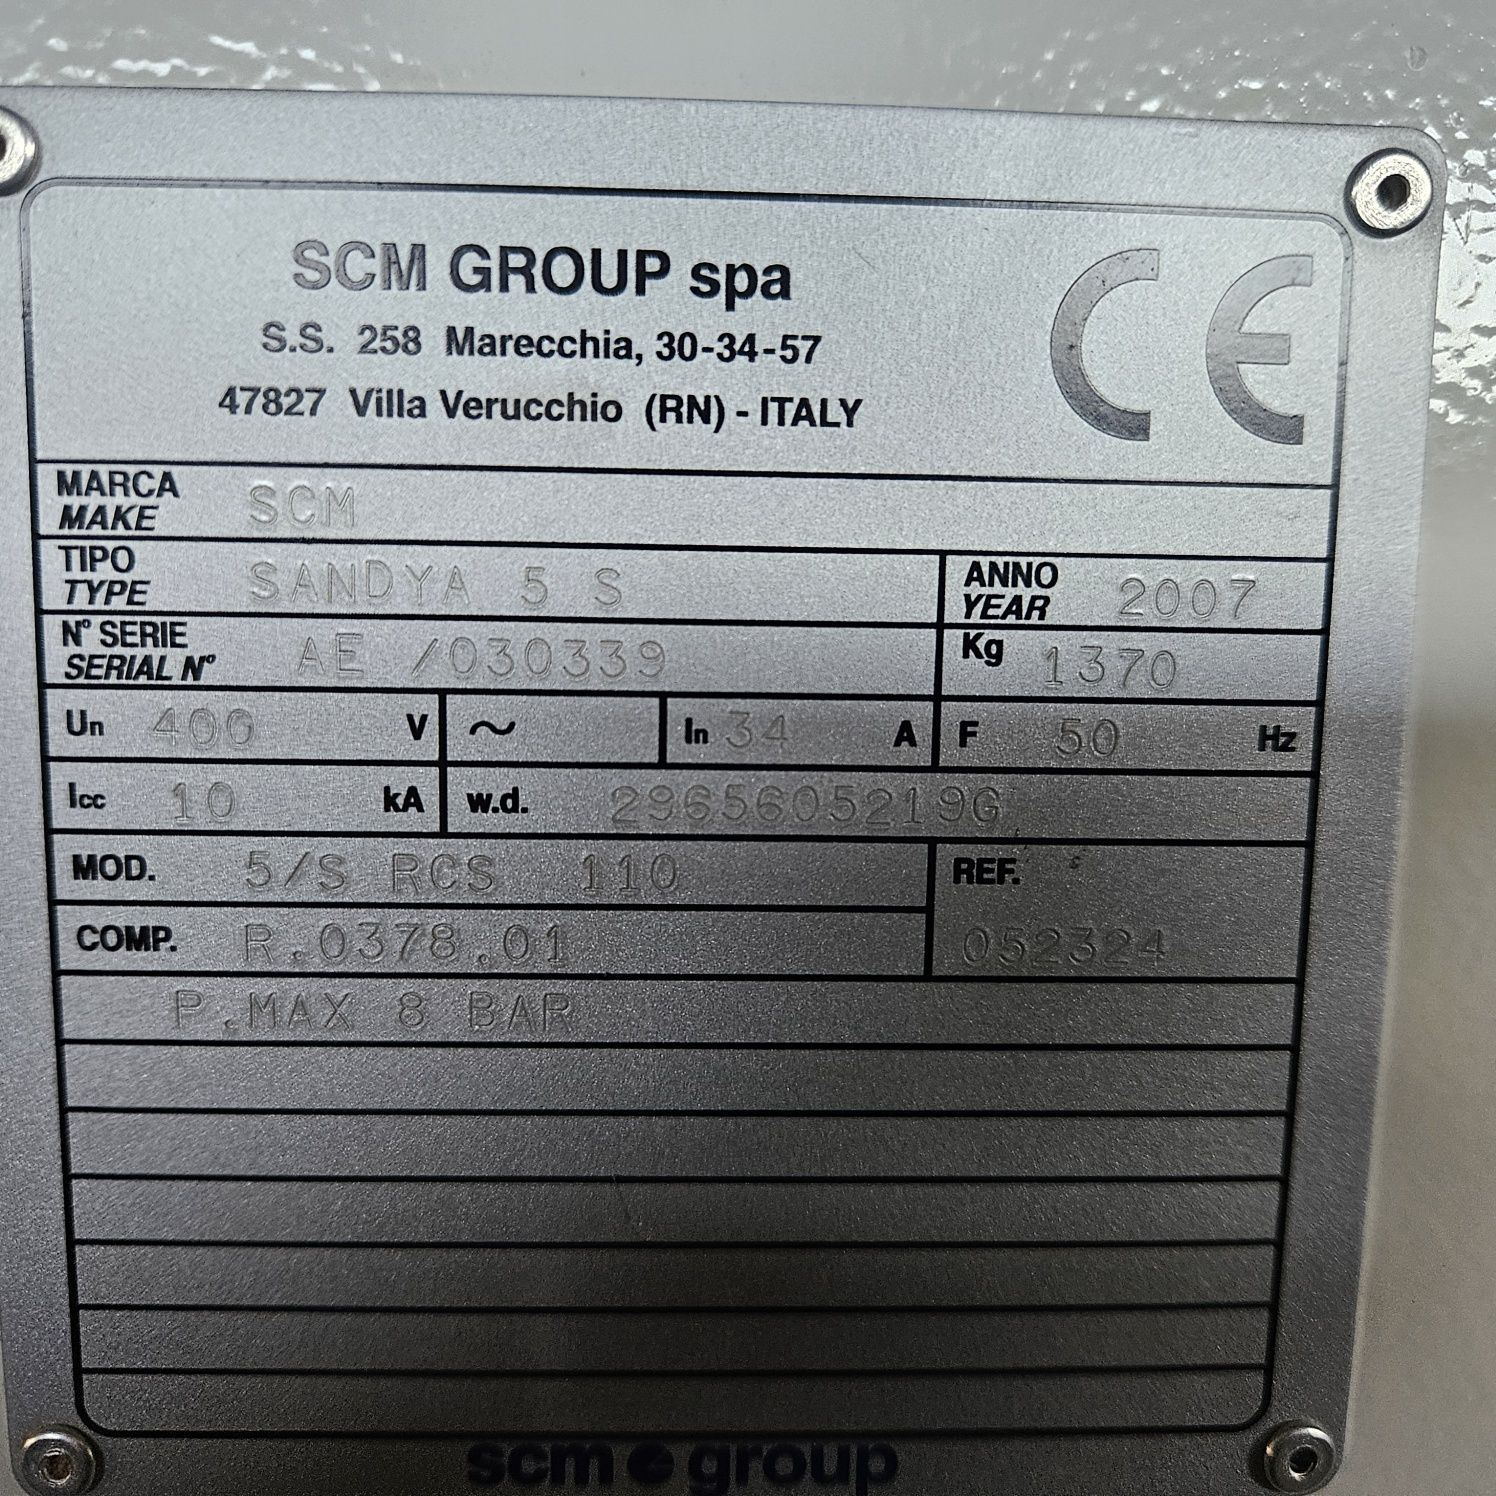 SCM GROUP spa
S.S. 258 Marecchia, 30-34-57
47827 Villa Verucchio (RN) - ITALY
CE
MARCA
MAKE SCM
TIPO
TYPE SANDYA 5 S
ANNO
YEAR 2007
N° SERIE
SERIAL N° AE /030339
Kg 1370
Un 400 V ~ In 34 A F 50 Hz
Icc 10 kA w.d. 29656605219G
MOD. 5/S RCS 110
REF.
COMP. R.0378.01
052324
P.MAX 8 BAR
scm group